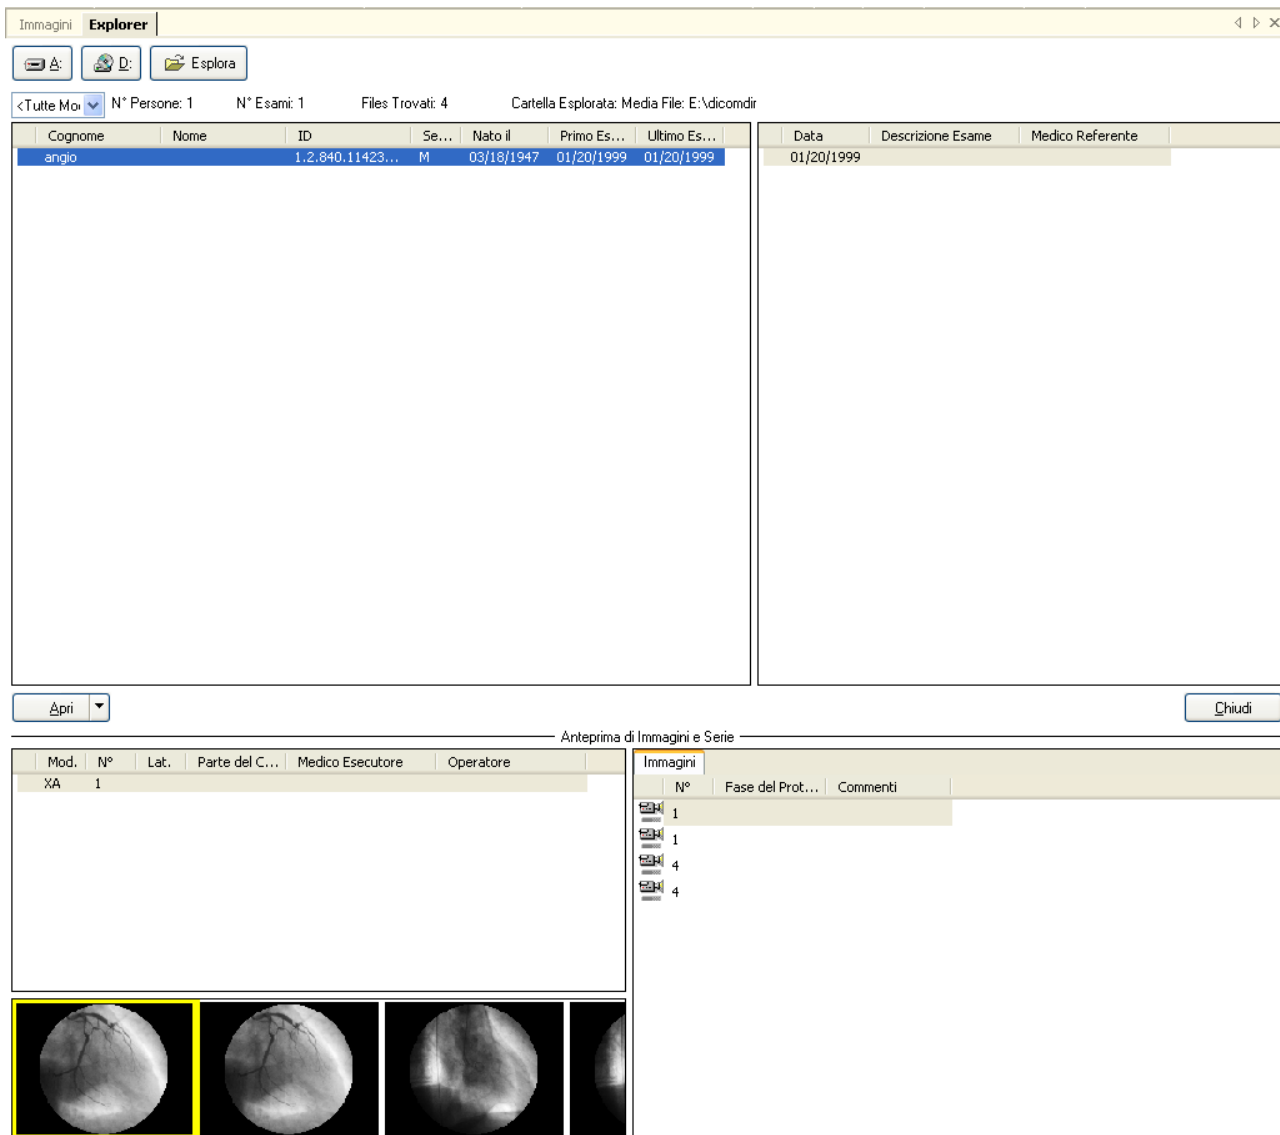 Immagini Explorer
A: D: Esplora
<Tutte Mo N° Persone: 1 N° Esami: 1 Files Trovati: 4 Cartella Esplorata: Media File: E:\dicomdir
Cognome Nome ID Se... Nato il Primo Es... Ultimo Es... Data Descrizione Esame Medico Referente
angio 1.2.840.11423... M 03/18/1947 01/20/1999 01/20/1999 01/20/1999
Apri Chiudi
Anteprima di Immagini e Serie
Mod. N° Lat. Parte del C... Medico Esecutore Operatore
XA 1
Immagini
N° Fase del Prot... Commenti
1
1
4
4